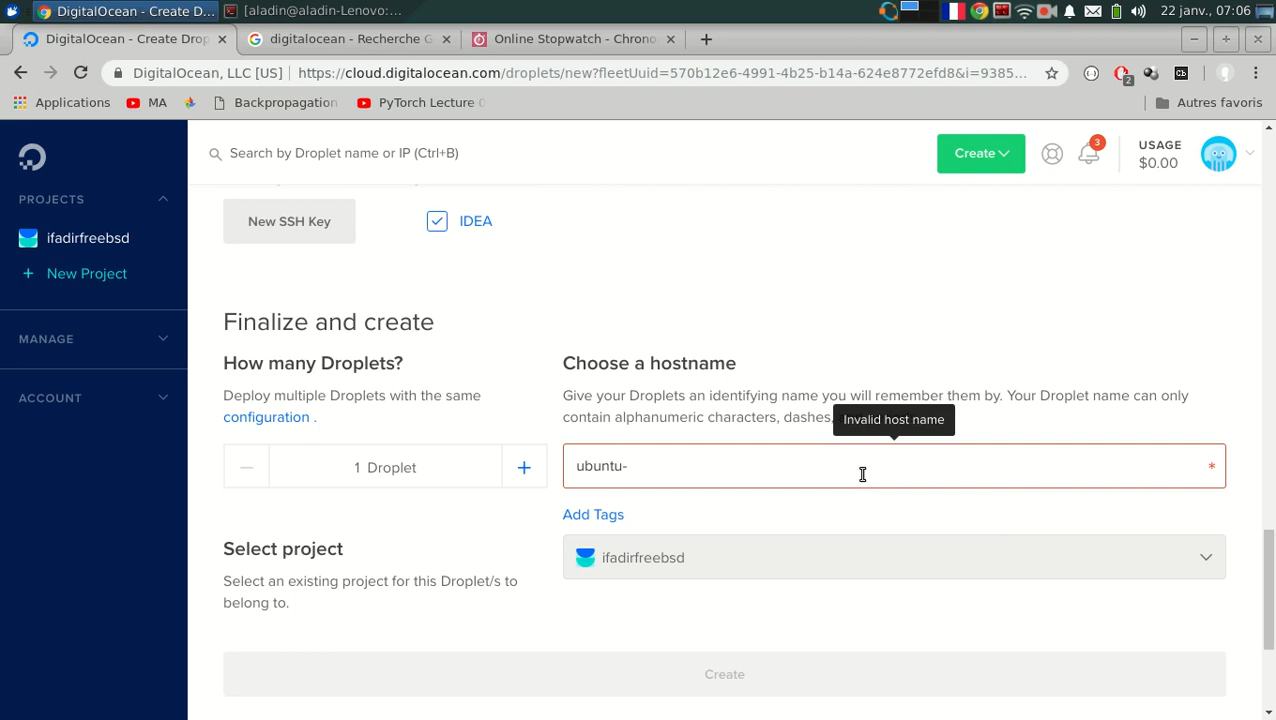 DigitalOcean - Create D...
[aladin@aladin-Lenovo:...
22 janv., 07:06
DigitalOcean - Create Drop
digitalocean - Recherche G
Online Stopwatch - Chrono
DigitalOcean, LLC [US]
https://cloud.digitalocean.com/droplets/new?fleetUuid=570b12e6-4991-4b25-b14a-624e8772efd8&i=9385...
2
Applications
MA
Backpropagation
PyTorch Lecture
Autres favoris
Search by Droplet name or IP (Ctrl+B)
Create
3
USAGE
$0.00
PROJECTS
ifadirfreebsd
+ New Project
MANAGE
ACCOUNT
New SSH Key
IDEA
Finalize and create
How many Droplets?
Deploy multiple Droplets with the same
configuration .
1 Droplet
Choose a hostname
Give your Droplets an identifying name you will remember them by. Your Droplet name can only
contain alphanumeric characters, dashes,
Invalid host name
ubuntu-
*
Add Tags
Select project
Select an existing project for this Droplet/s to
belong to.
ifadirfreebsd
Create